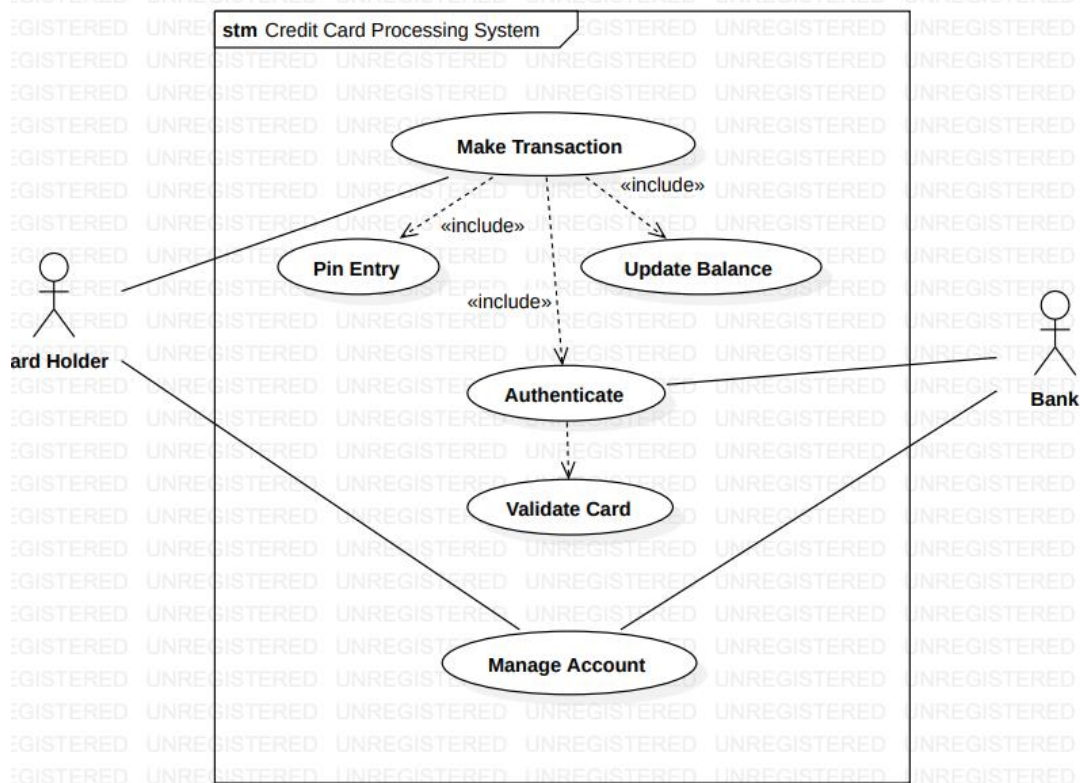 stm Credit Card Processing System
Make Transaction
«include»
«include»
Pin Entry
Update Balance
«include»
ard Holder
Authenticate
Bank
Validate Card
Manage Account
UNREGISTERED